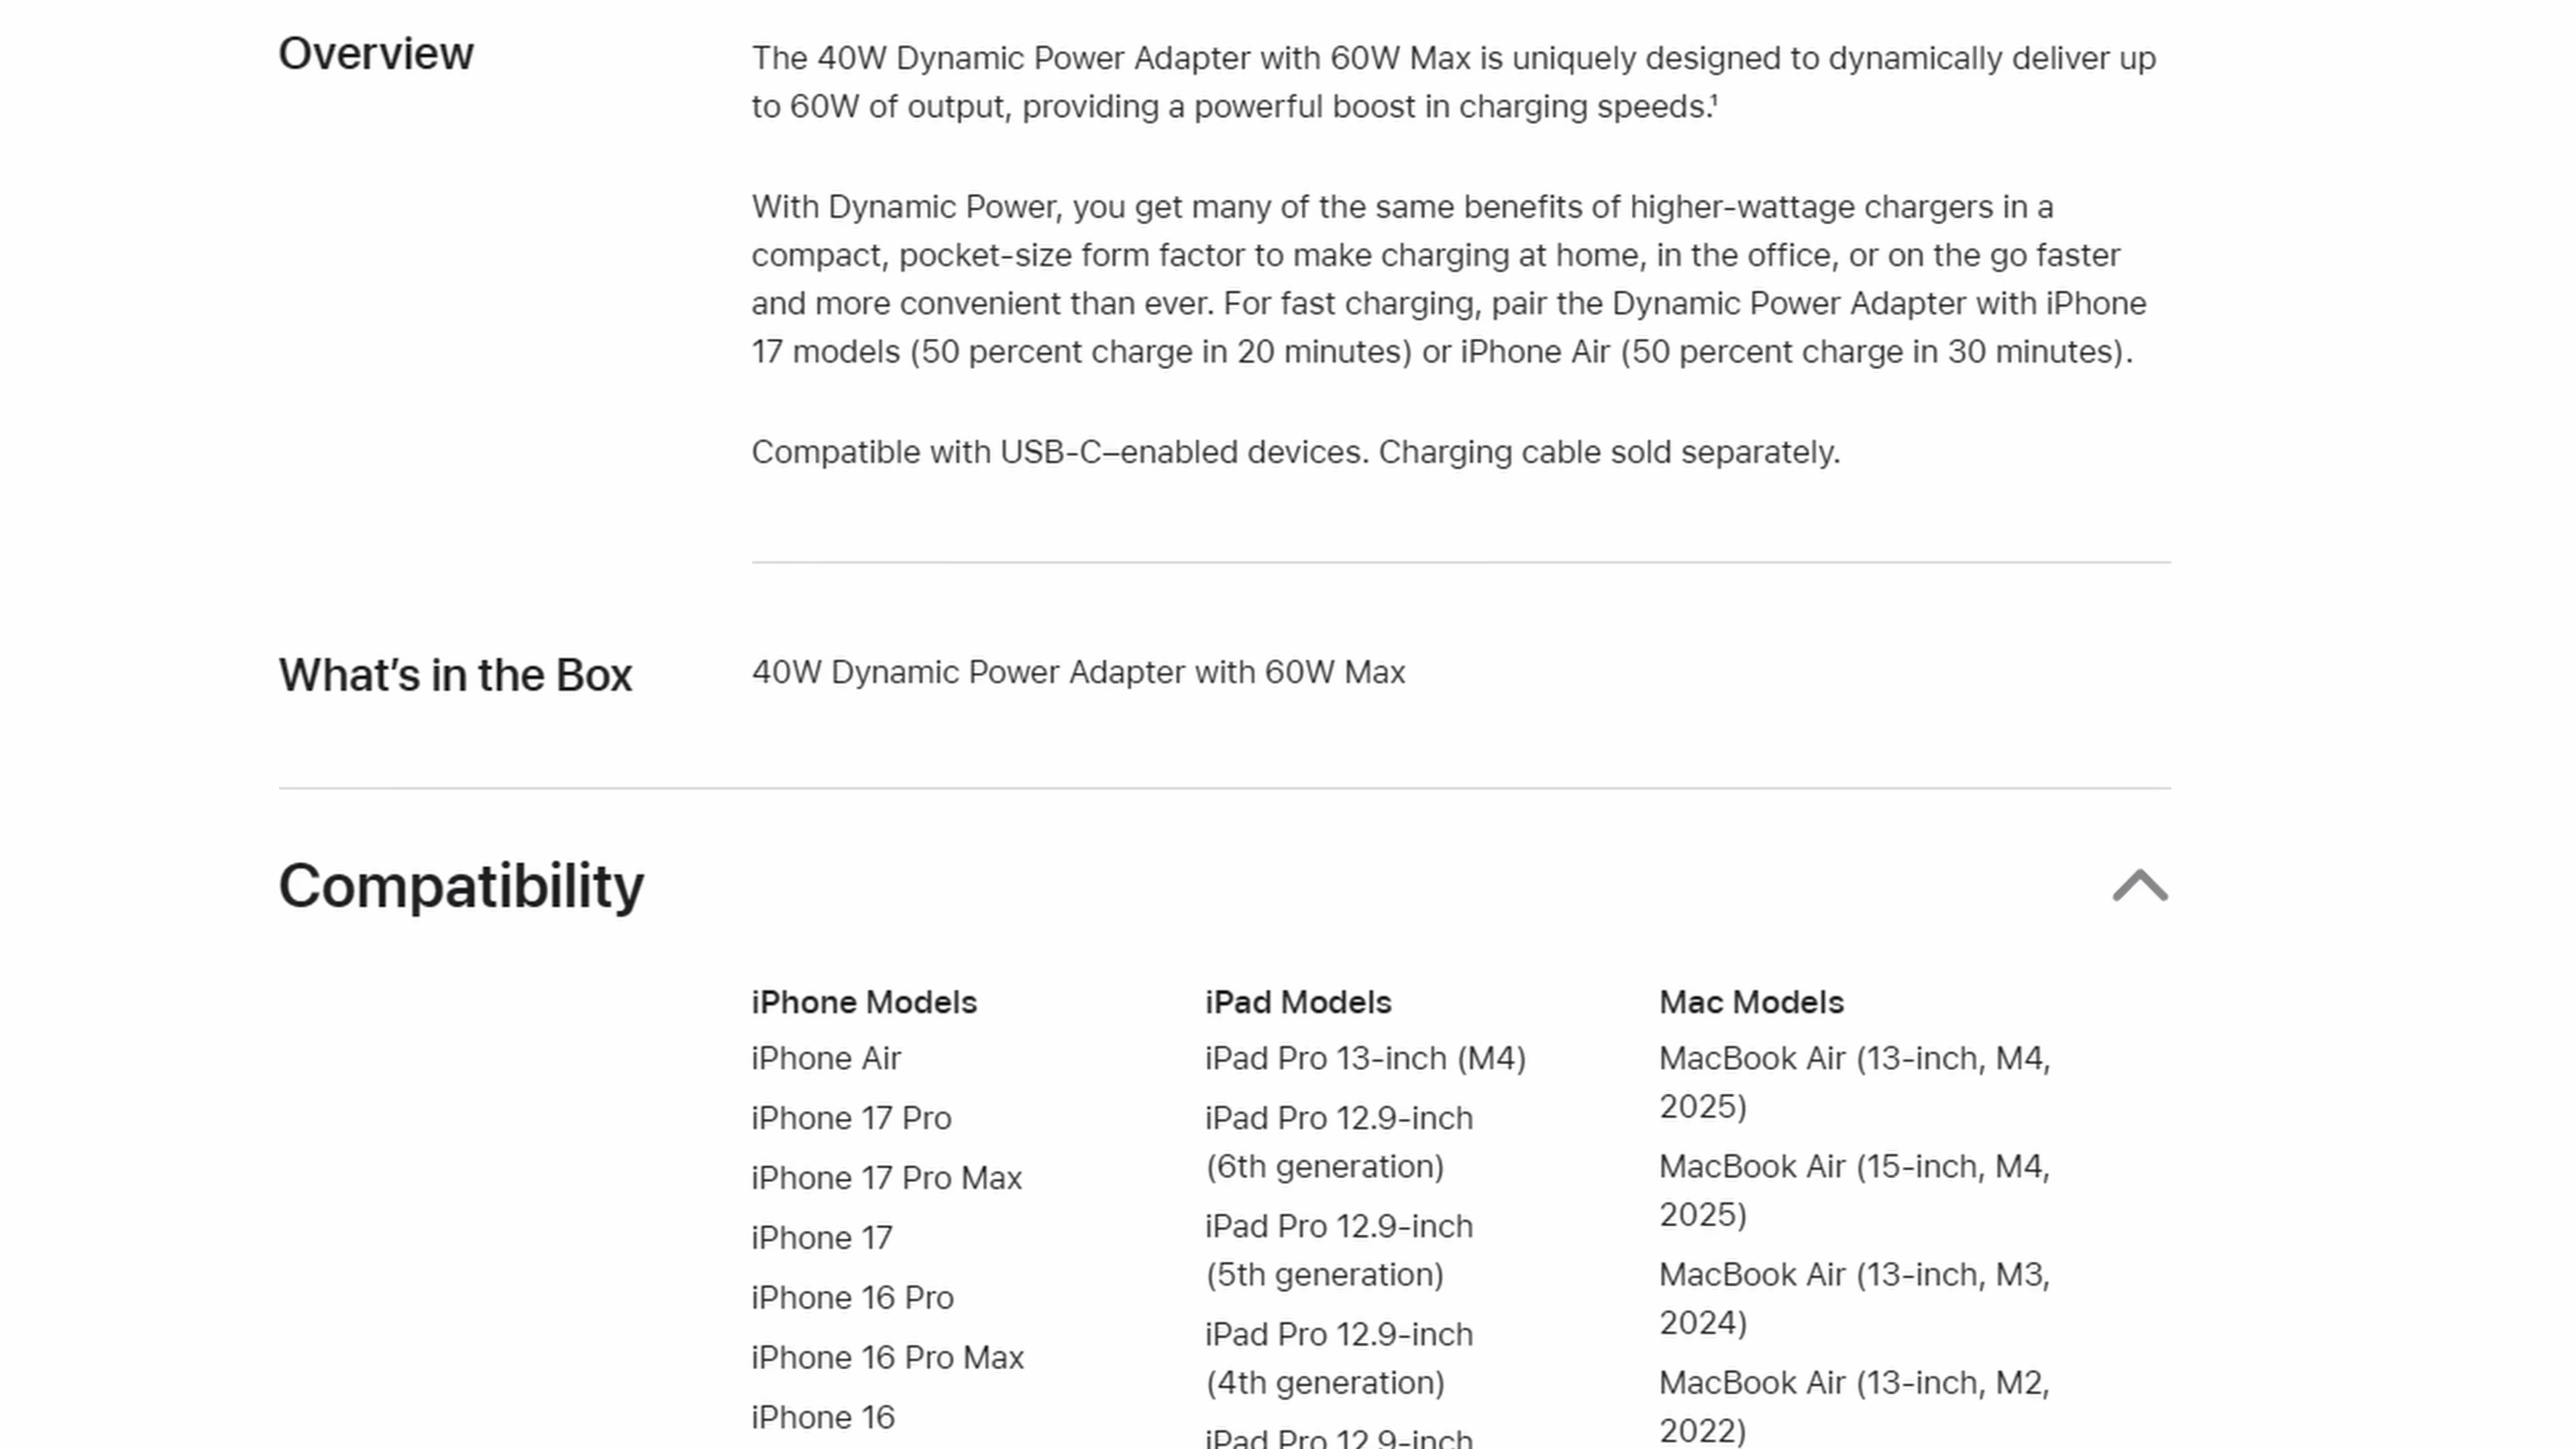 Overview
The 40W Dynamic Power Adapter with 60W Max is uniquely designed to dynamically deliver up
to 60W of output, providing a powerful boost in charging speeds.¹
With Dynamic Power, you get many of the same benefits of higher-wattage chargers in a
compact, pocket-size form factor to make charging at home, in the office, or on the go faster
and more convenient than ever. For fast charging, pair the Dynamic Power Adapter with iPhone
17 models (50 percent charge in 20 minutes) or iPhone Air (50 percent charge in 30 minutes).
Compatible with USB-C–enabled devices. Charging cable sold separately.
What’s in the Box
40W Dynamic Power Adapter with 60W Max
Compatibility
iPhone Models
iPhone Air
iPhone 17 Pro
iPhone 17 Pro Max
iPhone 17
iPhone 16 Pro
iPhone 16 Pro Max
iPhone 16
iPad Models
iPad Pro 13-inch (M4)
iPad Pro 12.9-inch
(6th generation)
iPad Pro 12.9-inch
(5th generation)
iPad Pro 12.9-inch
(4th generation)
iPad Pro 12.9-inch
Mac Models
MacBook Air (13-inch, M4,
2025)
MacBook Air (15-inch, M4,
2025)
MacBook Air (13-inch, M3,
2024)
MacBook Air (13-inch, M2,
2022)